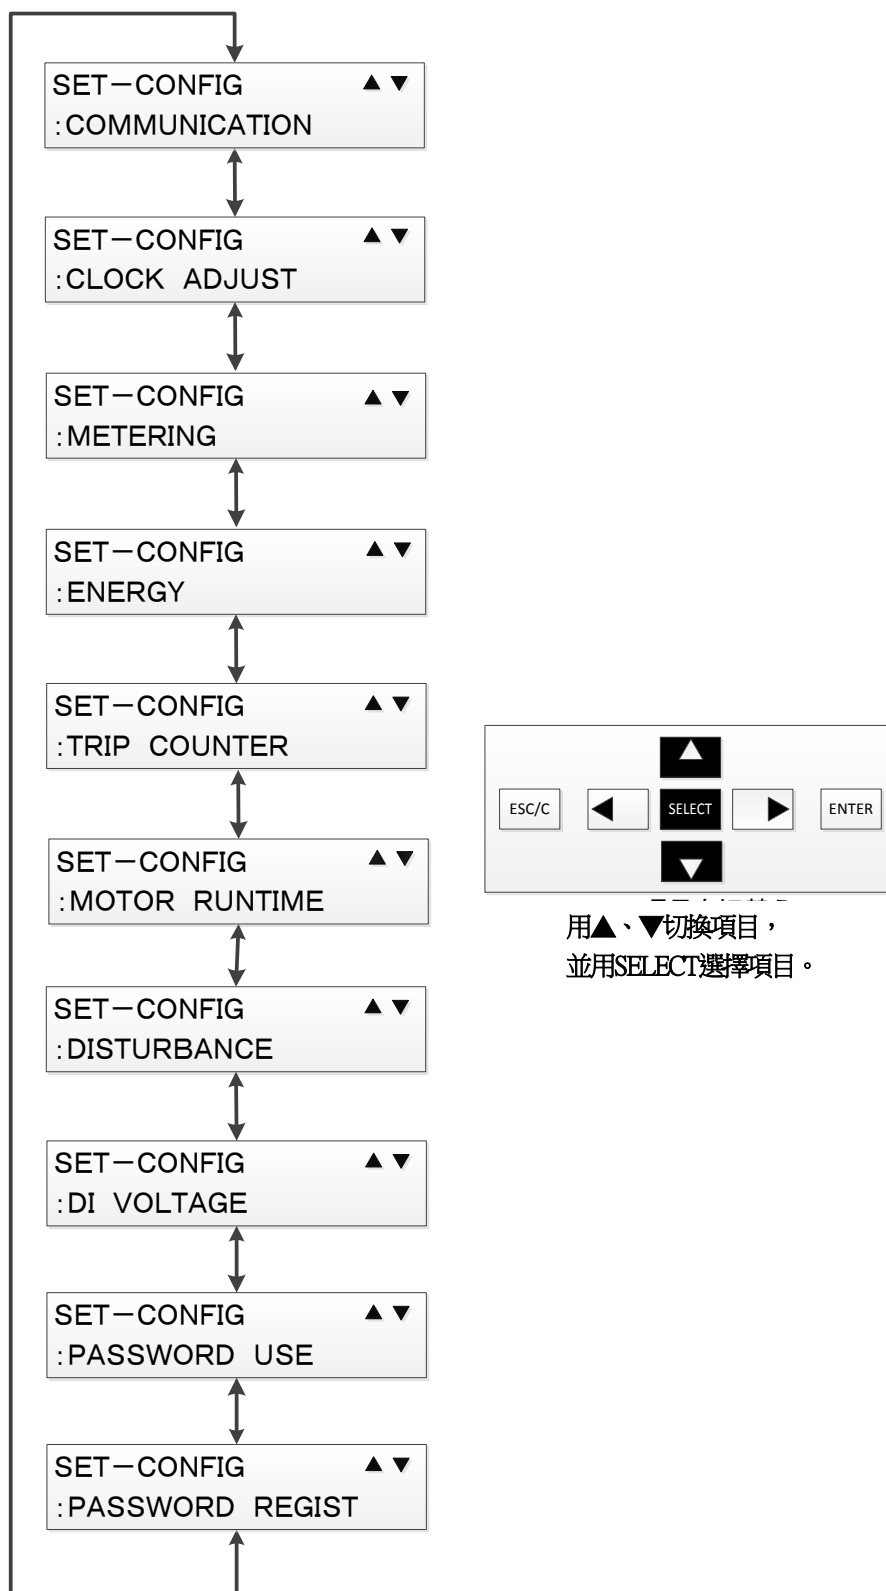 SET－CONFIG ▲ ▼
:COMMUNICATION
SET－CONFIG ▲ ▼
:CLOCK ADJUST
SET－CONFIG ▲ ▼
:METERING
SET－CONFIG ▲ ▼
:ENERGY
SET－CONFIG ▲ ▼
:TRIP COUNTER
SET－CONFIG ▲ ▼
:MOTOR RUNTIME
SET－CONFIG ▲ ▼
:DISTURBANCE
SET－CONFIG ▲ ▼
:DI VOLTAGE
SET－CONFIG ▲ ▼
:PASSWORD USE
SET－CONFIG ▲ ▼
:PASSWORD REGIST
ESC/C
SELECT
ENTER
用▲、▼切換項目，
並用SELECT選擇項目。